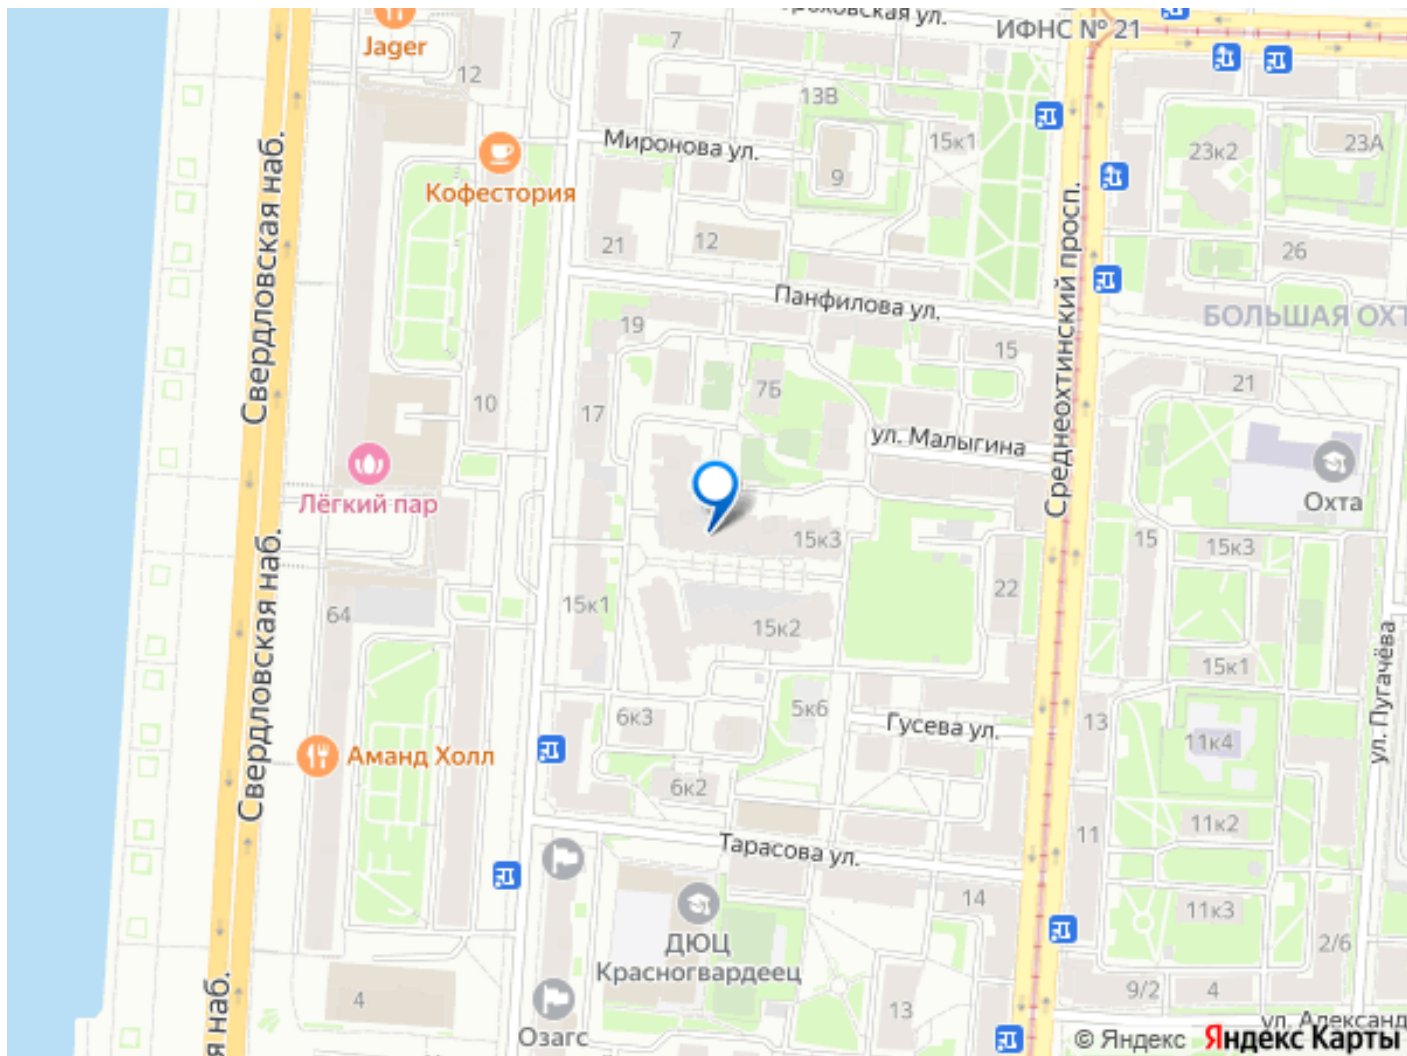 ИФНС № 21
Jager
7
12
13В
15к1
23А
23к2
Миронова ул.
9
Кофестория
Свердловская наб.
21
12
26
Среднеохтинский просп.
Панфилова ул.
БОЛЬШАЯ ОХТ
19
15
7Б
21
10
17
ул. Малыгина
Лёгкий пар
Охта
15к3
15
15к3
Свердловская наб.
64
15к1
22
15к2
15к1
ул. Пугачёва
6к3
5к6
Гусева ул.
13
11к4
Аманд Холл
6к2
11к2
11
Тарасова ул.
14
11к3
ДЮЦ
Красногвардеец
2/6
4
9/2
4
13
Озагс
ул. Александ
© Яндекс Яндекс Карты